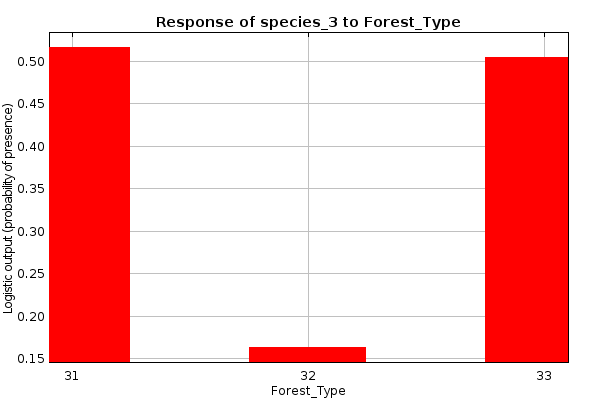 Response of species_3 to Forest_Type
Logistic output (probability of presence)
0.50
0.45
0.40
0.35
0.30
0.25
0.20
0.15
31 32 33
Forest_Type